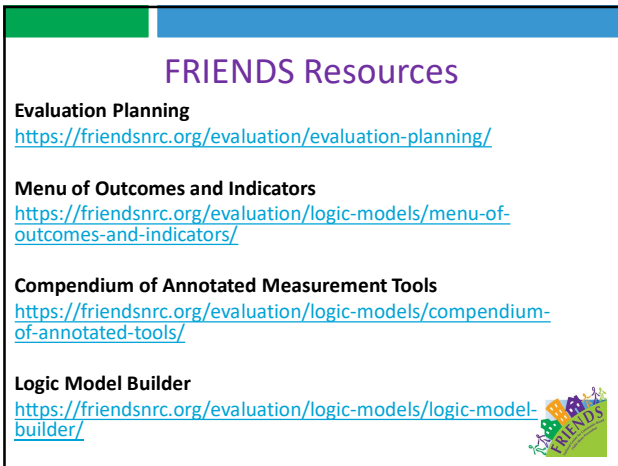 FRIENDS Resources
Evaluation Planning
https://friendsnrc.org/evaluation/evaluation-planning/
Menu of Outcomes and Indicators
https://friendsnrc.org/evaluation/logic-models/menu-of-
outcomes-and-indicators/
Compendium of Annotated Measurement Tools
https://friendsnrc.org/evaluation/logic-models/compendium-
of-annotated-tools/
Logic Model Builder
https://friendsnrc.org/evaluation/logic-models/logic-model-
builder/
FRIENDS